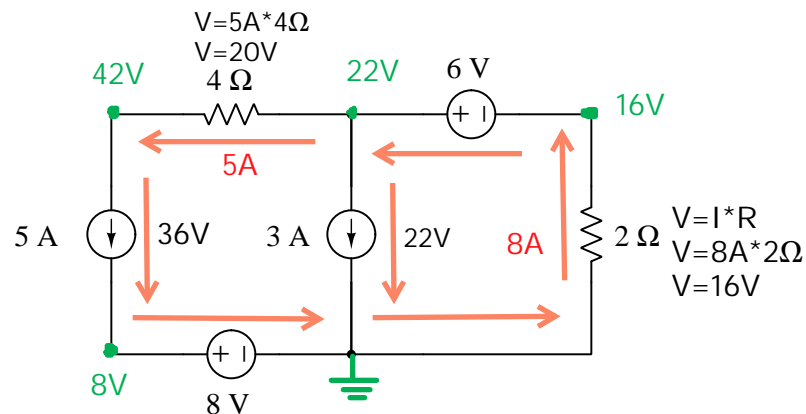 V=5A*4Ω
V=20V
42V
4 Ω
22V
6 V
16V
+ –
5A
5 A
36V
3 A
22V
8A
2 Ω
V=I*R
V=8A*2Ω
V=16V
8V
+ –
8 V